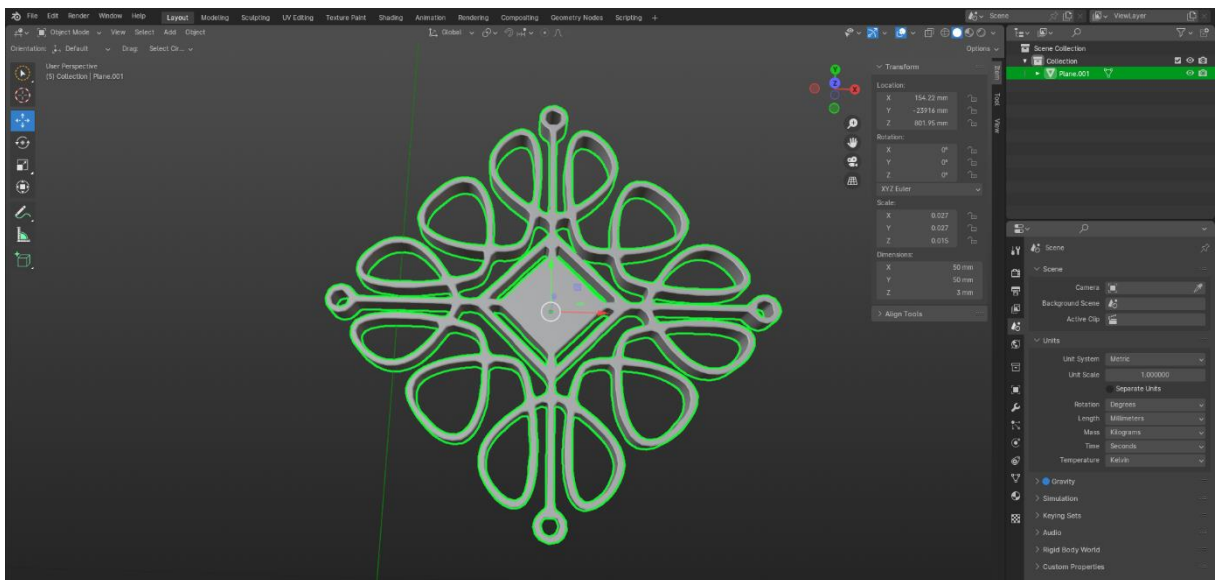 File Edit Render Window Help Layout Modeling Sculpting UV Editing Texture Paint Shading Animation Rendering Compositing Geometry Nodes Scripting + Scene ViewLayer
Object Mode View Select Add Object Global
Orientation: Default Drag: Select Cir... Options
User Perspective
(5) Collection | Plane.001
Y
Z
X
Transform
Location:
X 154.22 mm
Y -23916 mm
Z 801.95 mm
Rotation:
X 0°
Y 0°
Z 0°
XYZ Euler
Scale:
X 0.027
Y 0.027
Z 0.015
Dimensions:
X 50 mm
Y 50 mm
Z 3 mm
Align Tools
Item
Tool
View
Scene Collection
Collection
Plane.001
Scene
Scene
Camera
Background Scene
Active Clip
Units
Unit System Metric
Unit Scale 1.000000
Separate Units
Rotation Degrees
Length Millimeters
Mass Kilograms
Time Seconds
Temperature Kelvin
Gravity
Simulation
Keying Sets
Audio
Rigid Body World
Custom Properties